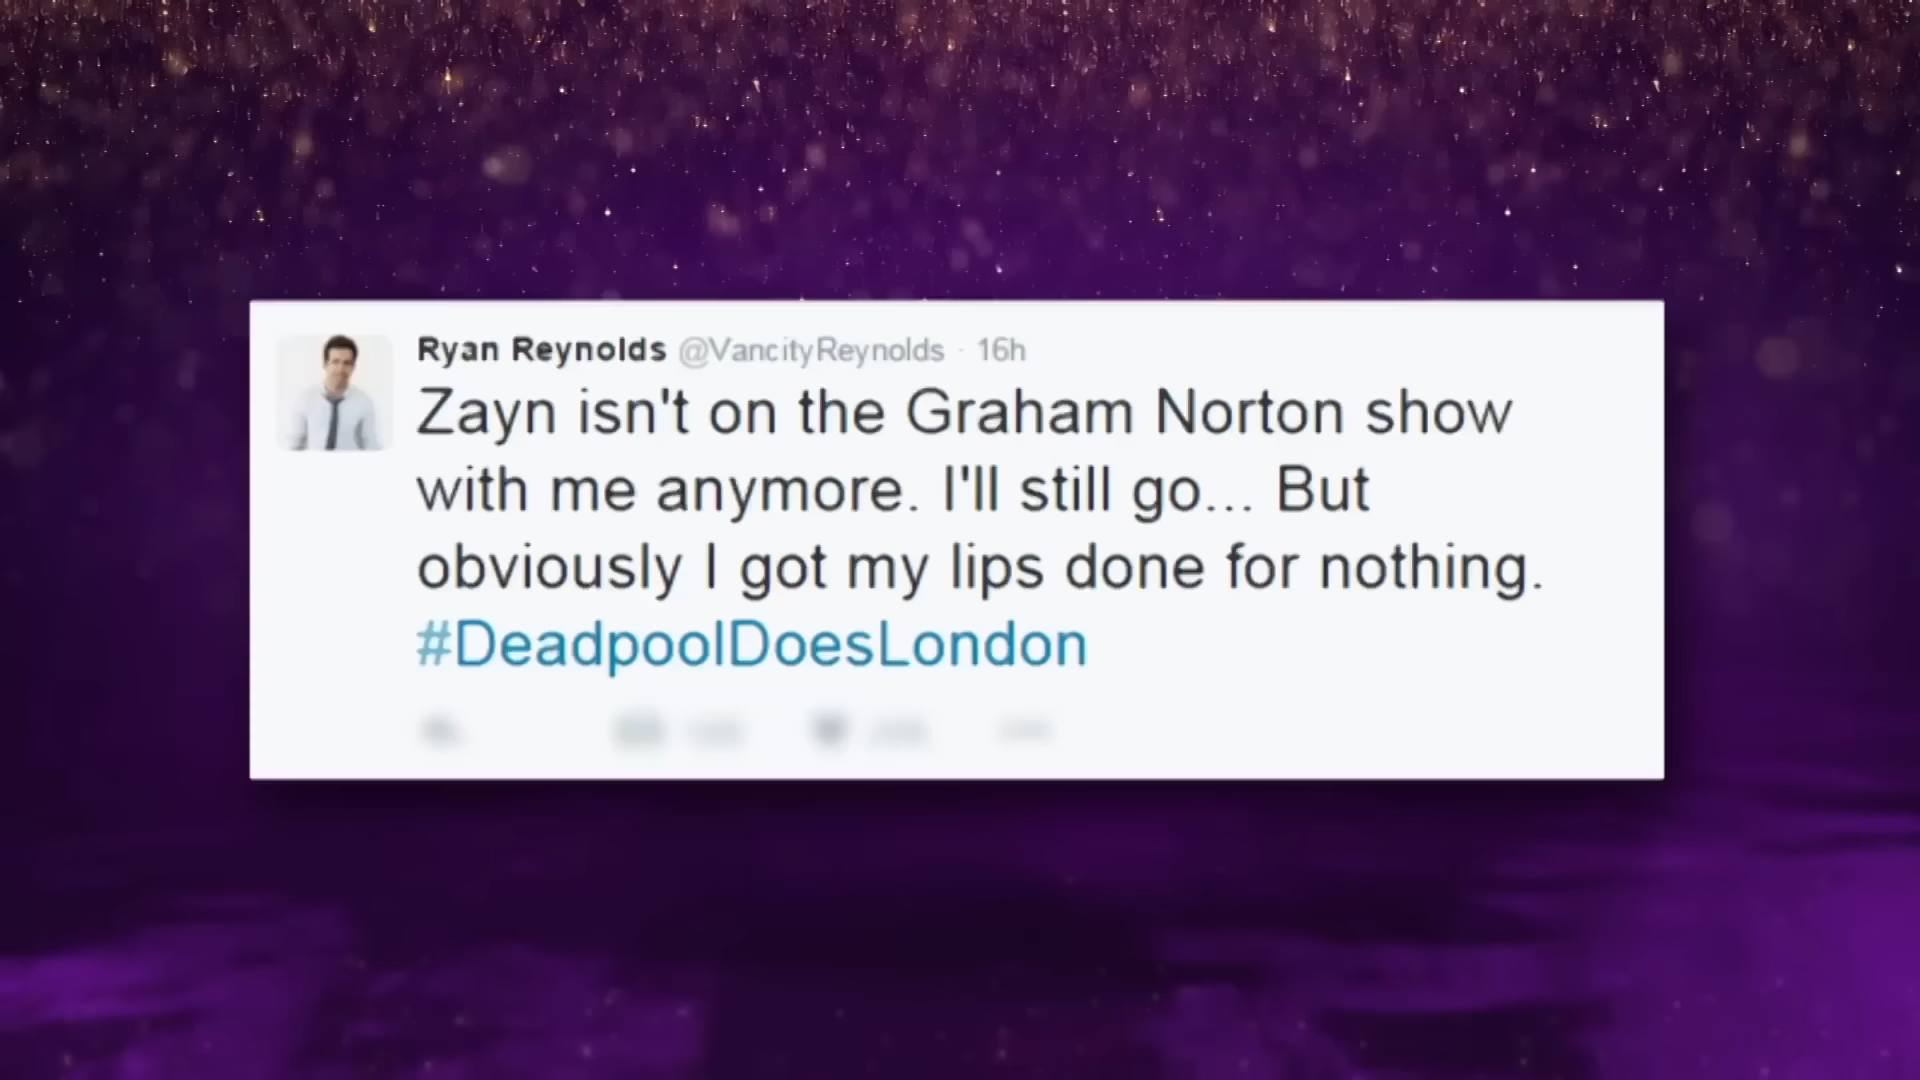 Ryan Reynolds @VancityReynolds · 16h
Zayn isn't on the Graham Norton show
with me anymore. I'll still go... But
obviously I got my lips done for nothing.
#DeadpoolDoesLondon